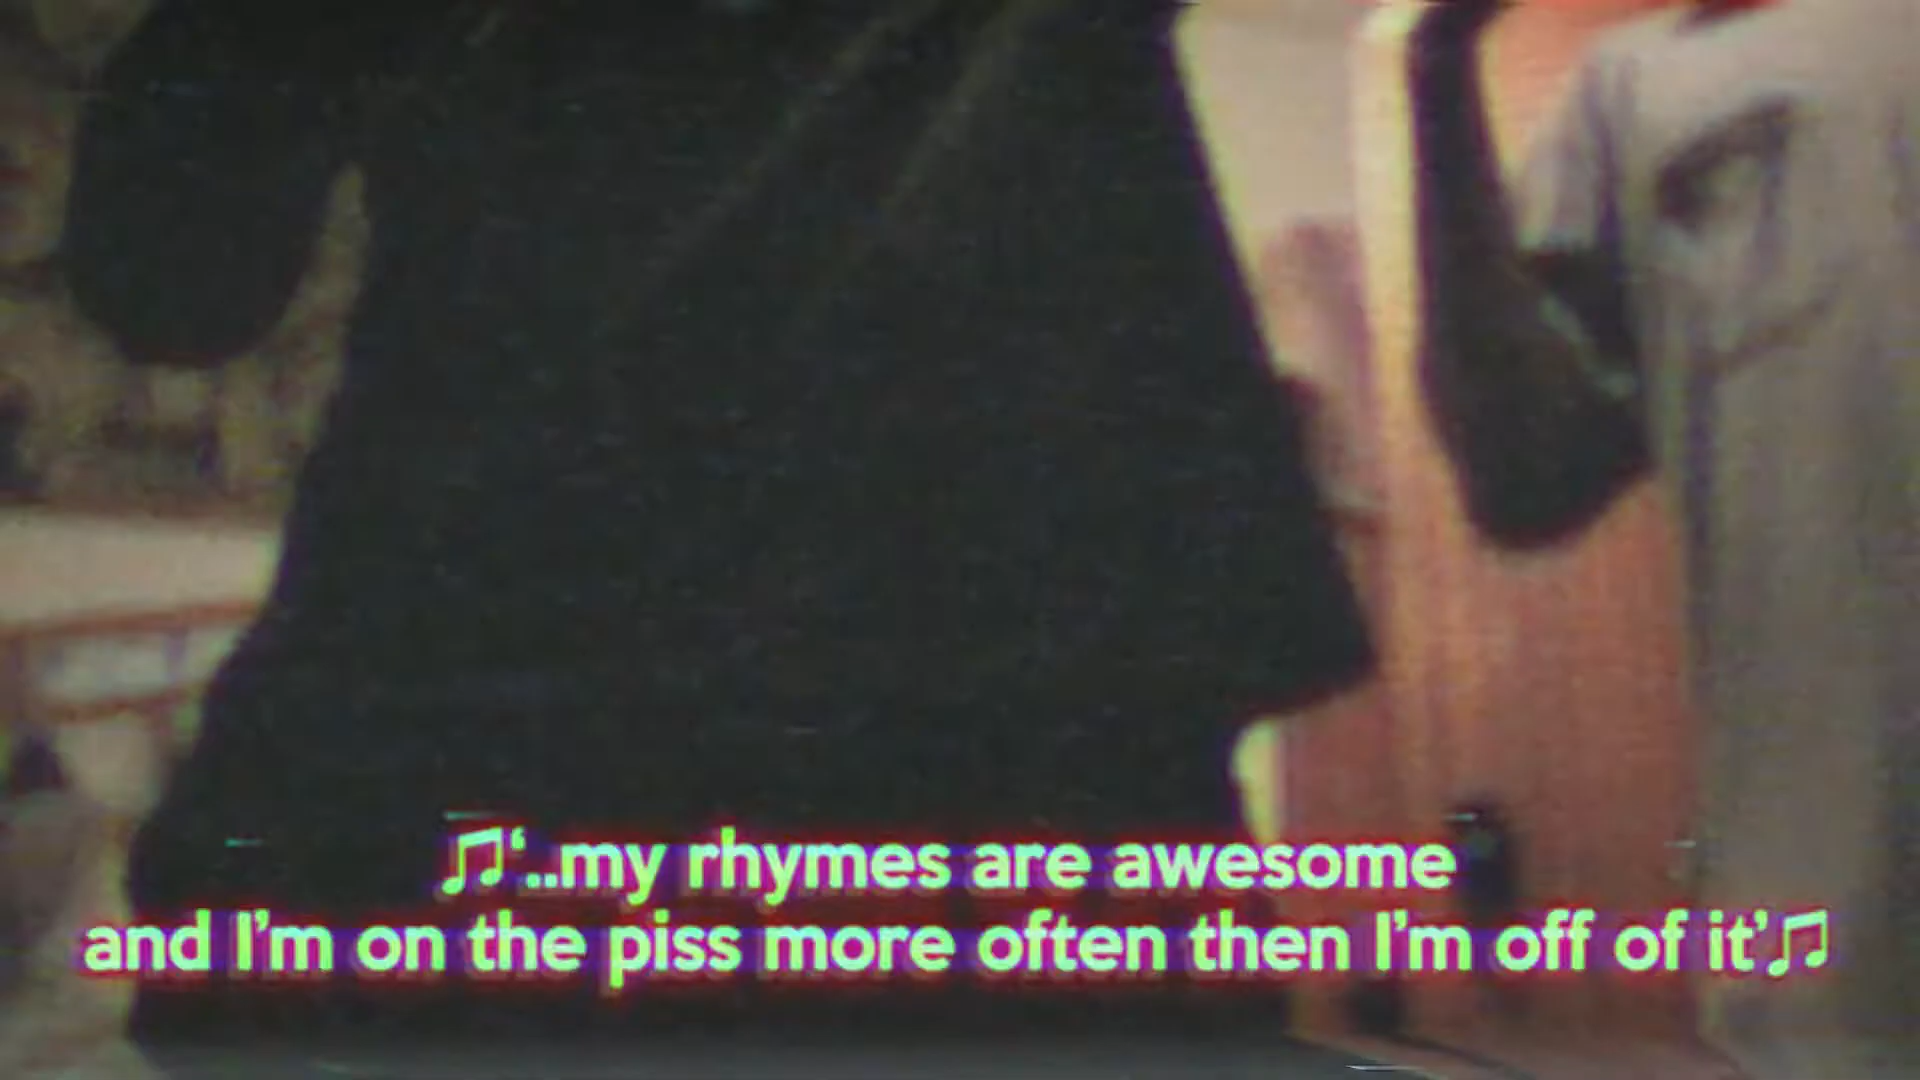 ♫‘..my rhymes are awesome
and I’m on the piss more often then I’m off of it’♫